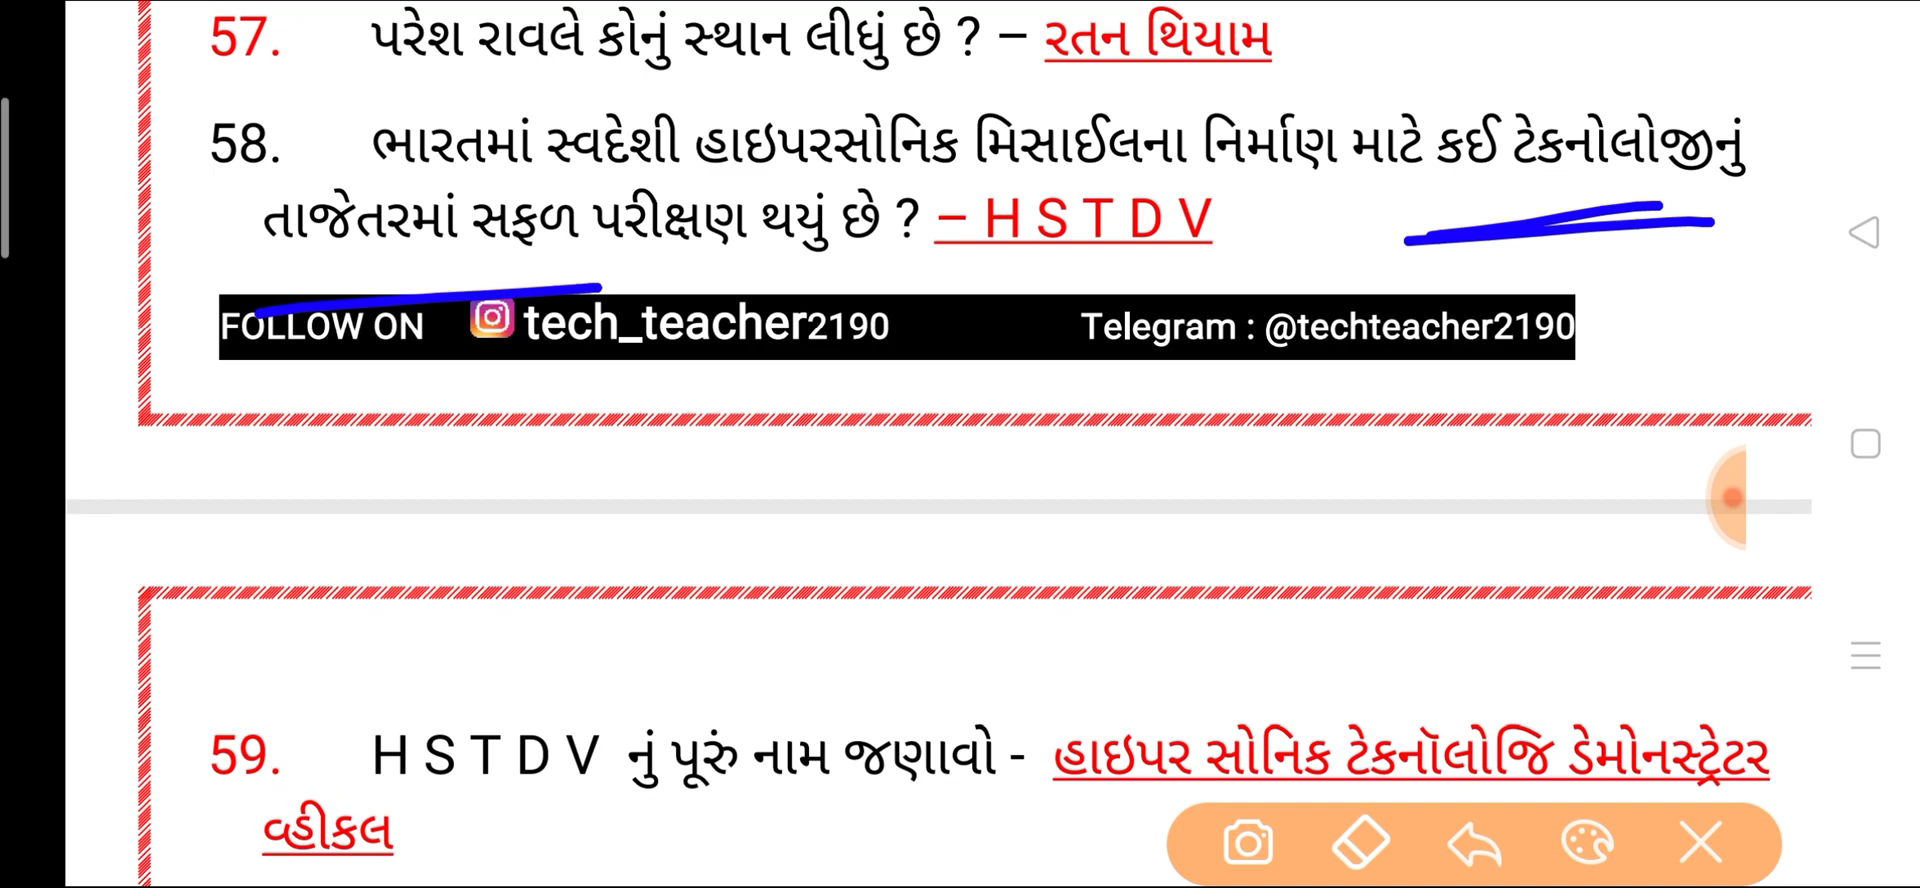 57. પરેશ રાવલે કોનું સ્થાન લીધું છે ? – રતન થિયામ
58. ભારતમાં સ્વદેશી હાઇપરસોનિક મિસાઈલના નિર્માણ માટે કઈ ટેકનોલોજીનું
તાજેતરમાં સફળ પરીક્ષણ થયું છે ? – H S T D V
FOLLOW ON tech_teacher2190 Telegram : @techteacher2190
59. H S T D V નું પૂરું નામ જણાવો - હાઇપર સોનિક ટેકનૉલોજિ ડેમોનસ્ટ્રેટર
વ્હીકલ